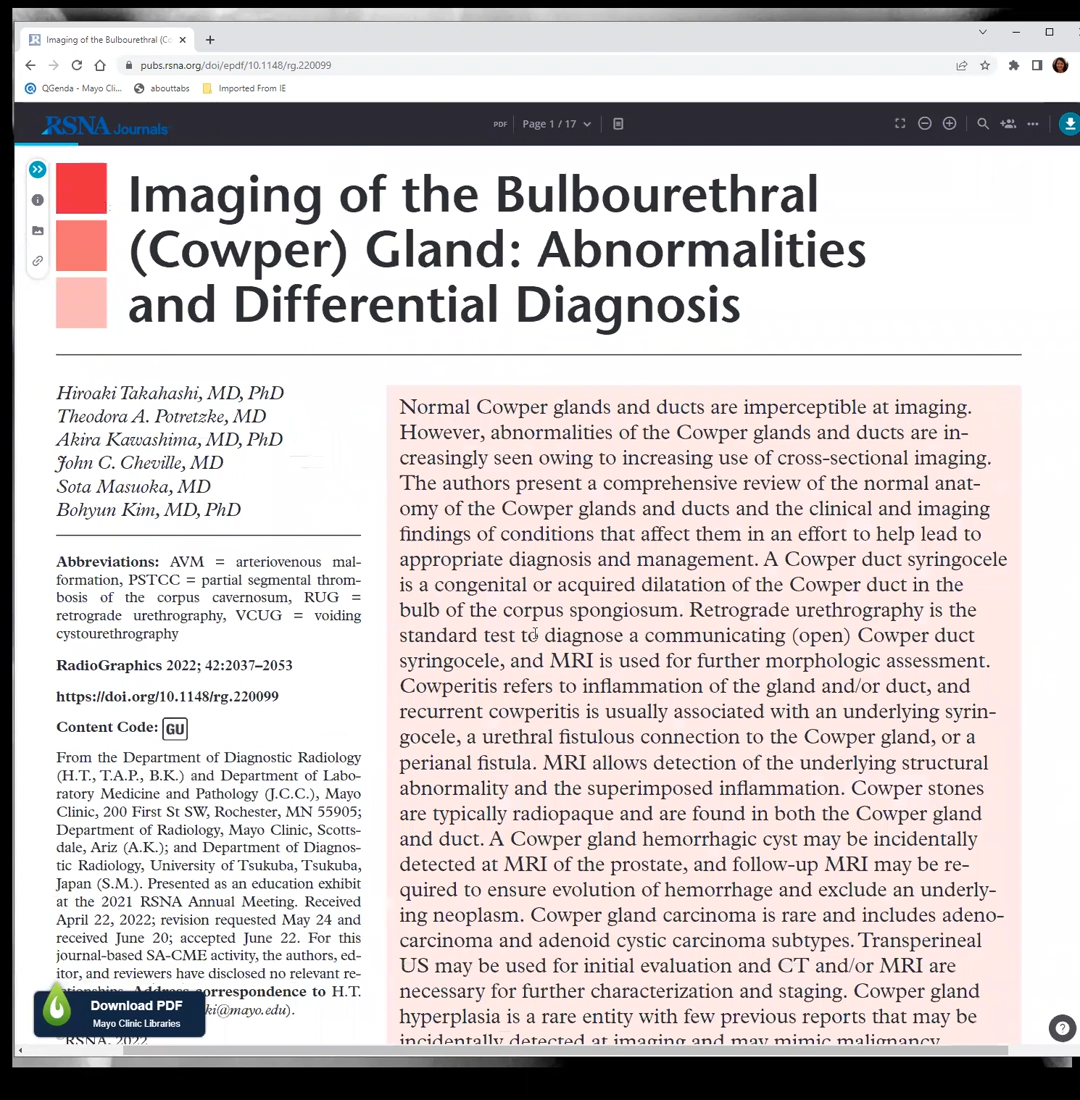 Imaging of the Bulbourethral (Co
pubs.rsna.org/doi/epdf/10.1148/rg.220099
QGenda - Mayo Cli...
abouttabs
Imported From IE
RSNA Journals
PDF
Page 1 / 17
Imaging of the Bulbourethral
(Cowper) Gland: Abnormalities
and Differential Diagnosis
Hiroaki Takahashi, MD, PhD
Theodora A. Potretzke, MD
Akira Kawashima, MD, PhD
John C. Cheville, MD
Sota Masuoka, MD
Bohyun Kim, MD, PhD
Abbreviations: AVM = arteriovenous mal-
formation, PSTCC = partial segmental throm-
bosis of the corpus cavernosum, RUG =
retrograde urethrography, VCUG = voiding
cystourethrography
RadioGraphics 2022; 42:2037–2053
https://doi.org/10.1148/rg.220099
Content Code: GU
From the Department of Diagnostic Radiology
(H.T., T.A.P., B.K.) and Department of Labo-
ratory Medicine and Pathology (J.C.C.), Mayo
Clinic, 200 First St SW, Rochester, MN 55905;
Department of Radiology, Mayo Clinic, Scotts-
dale, Ariz (A.K.); and Department of Diagnos-
tic Radiology, University of Tsukuba, Tsukuba,
Japan (S.M.). Presented as an education exhibit
at the 2021 RSNA Annual Meeting. Received
April 22, 2022; revision requested May 24 and
received June 20; accepted June 22. For this
journal-based SA-CME activity, the authors, ed-
itor, and reviewers have disclosed no relevant re-
correspondence to H.T.
ki@mayo.edu).
©RSNA, 2022
Download PDF
Mayo Clinic Libraries
Normal Cowper glands and ducts are imperceptible at imaging.
However, abnormalities of the Cowper glands and ducts are in-
creasingly seen owing to increasing use of cross-sectional imaging.
The authors present a comprehensive review of the normal anat-
omy of the Cowper glands and ducts and the clinical and imaging
findings of conditions that affect them in an effort to help lead to
appropriate diagnosis and management. A Cowper duct syringocele
is a congenital or acquired dilatation of the Cowper duct in the
bulb of the corpus spongiosum. Retrograde urethrography is the
standard test to diagnose a communicating (open) Cowper duct
syringocele, and MRI is used for further morphologic assessment.
Cowperitis refers to inflammation of the gland and/or duct, and
recurrent cowperitis is usually associated with an underlying syrin-
gocele, a urethral fistulous connection to the Cowper gland, or a
perianal fistula. MRI allows detection of the underlying structural
abnormality and the superimposed inflammation. Cowper stones
are typically radiopaque and are found in both the Cowper gland
and duct. A Cowper gland hemorrhagic cyst may be incidentally
detected at MRI of the prostate, and follow-up MRI may be re-
quired to ensure evolution of hemorrhage and exclude an underly-
ing neoplasm. Cowper gland carcinoma is rare and includes adeno-
carcinoma and adenoid cystic carcinoma subtypes. Transperineal
US may be used for initial evaluation and CT and/or MRI are
necessary for further characterization and staging. Cowper gland
hyperplasia is a rare entity with few previous reports that may be
incidentally detected at imaging and may mimic malignancy